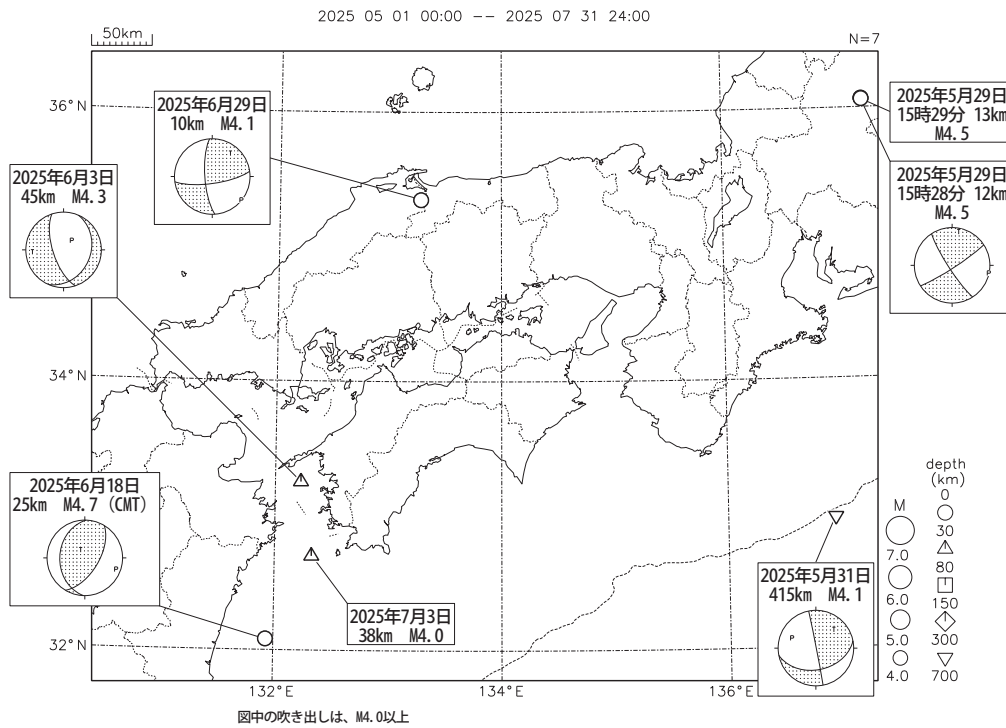 2025 05 01 00:00 -- 2025 07 31 24:00
50km
N=7
36°N
34°N
32°N
132°E
134°E
136°E
2025年6月29日
10km M4.1
T
P
2025年6月3日
45km M4.3
T
P
2025年5月29日
15時29分 13km
M4.5
2025年5月29日
15時28分 12km
M4.5
T
P
2025年6月18日
25km M4.7 (CMT)
T
P
2025年7月3日
38km M4.0
2025年5月31日
415km M4.1
P
T
M
7.0
6.0
5.0
4.0
depth
(km)
0
30
80
150
300
700
図中の吹き出しは、M4.0以上